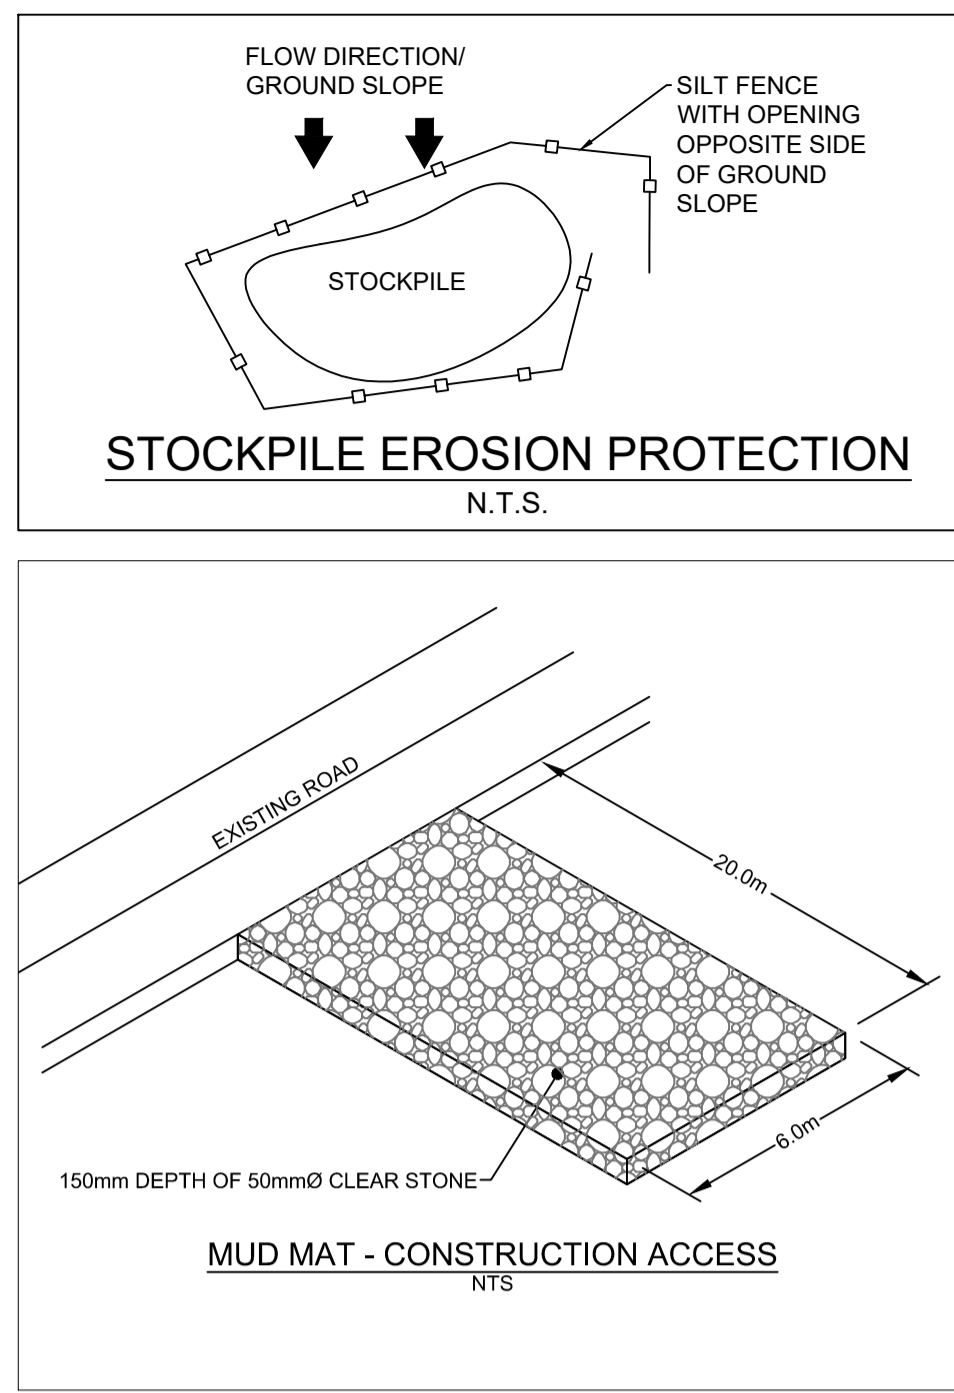 FLOW DIRECTION/
GROUND SLOPE
SILT FENCE
WITH OPENING
OPPOSITE SIDE
OF GROUND
SLOPE
STOCKPILE
STOCKPILE EROSION PROTECTION
N.T.S.
EXISTING ROAD
20.0m
6.0m
150mm DEPTH OF 50mmØ CLEAR STONE
MUD MAT - CONSTRUCTION ACCESS
NTS